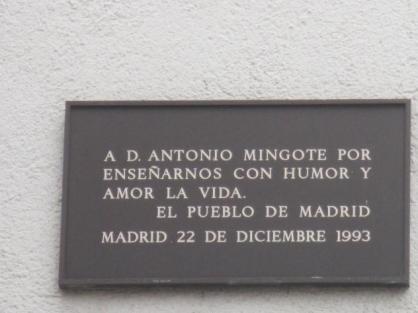 A D. ANTONIO MINGOTE POR
ENSEÑARNOS CON HUMOR Y
AMOR LA VIDA.
EL PUEBLO DE MADRID
MADRID 22 DE DICIEMBRE 1993